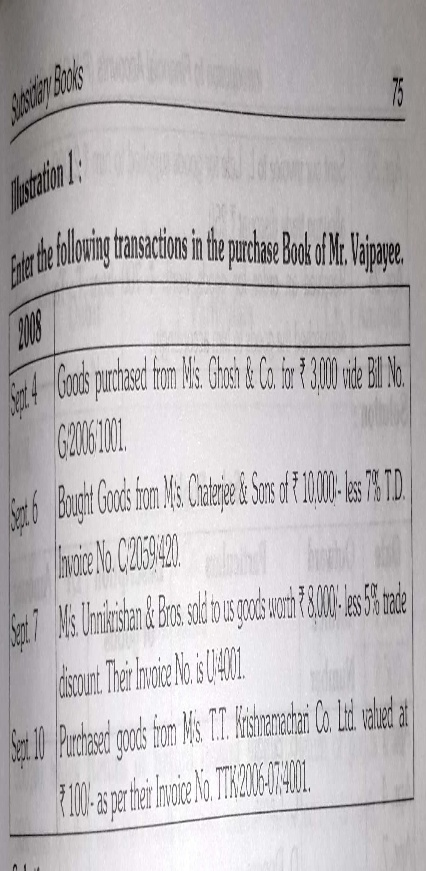 Subsidiary Books 75
Illustration 1 :
Enter the following transactions in the purchase Book of Mr. Vajpayee.
2008
Sept. 4 Goods purchased from M/s. Ghosh & Co. for ₹ 3,000 vide Bill No.
G/2006/1001.
Sept. 6 Bought Goods from M/s. Chaterjee & Sons of ₹ 10,000/- less 7% T.D.
Invoice No. C/2059/420.
Sept. 7 M/s. Unnikrishan & Bros. sold to us goods worth ₹ 8,000/- less 5% trade
discount. Their Invoice No. is U/4001.
Sept. 10 Purchased goods from M/s. T.T. Krishnamachari Co. Ltd. valued at
₹ 100/- as per their Invoice No. TTK/2006-07/4001.